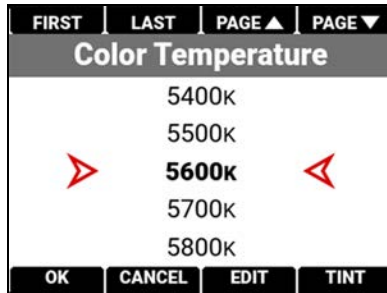 FIRST LAST PAGE▲ PAGE▼
Color Temperature
5400K
5500K
5600K
5700K
5800K
OK CANCEL EDIT TINT